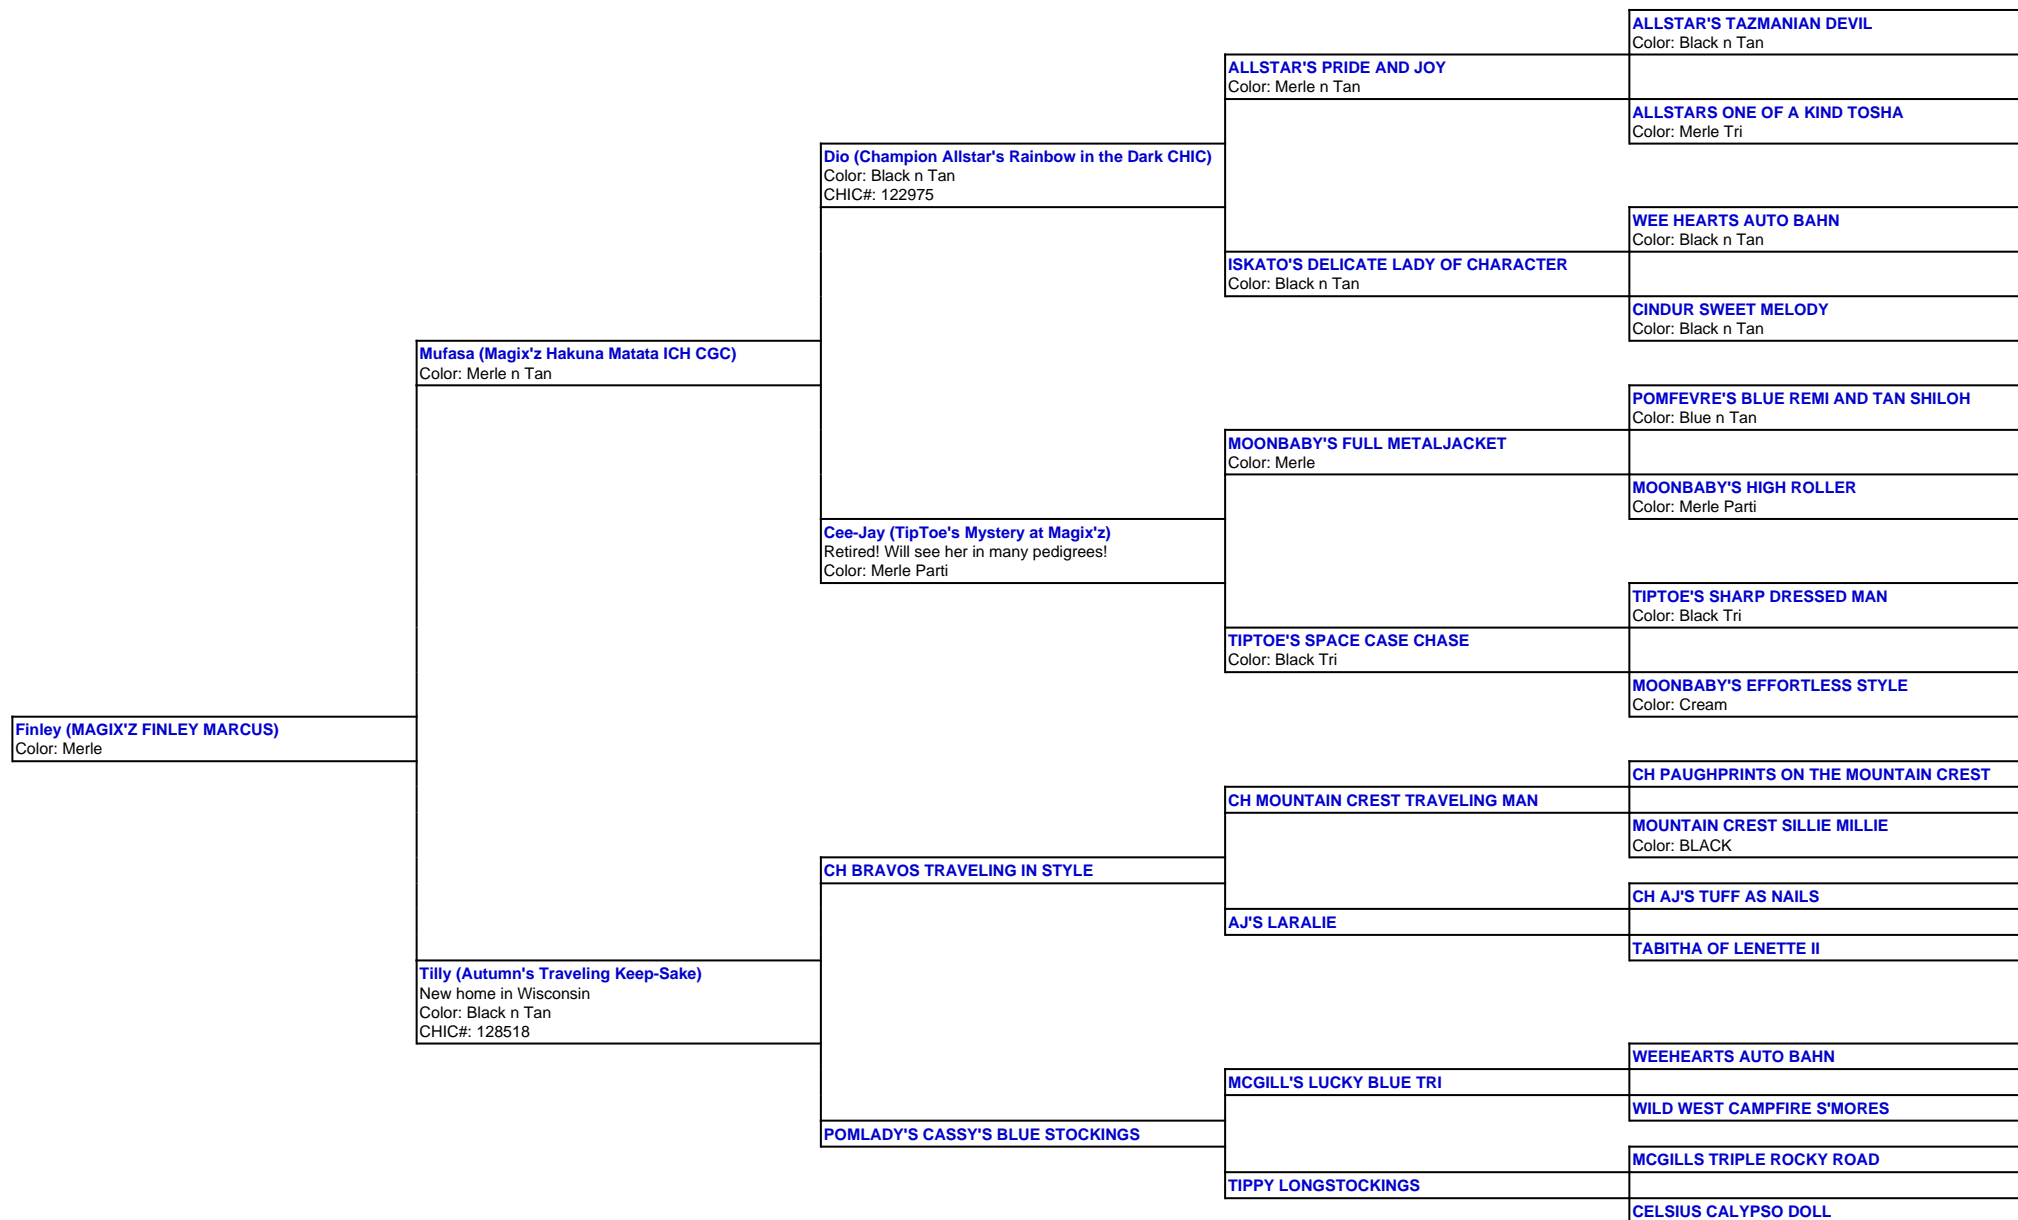 ALLSTAR'S TAZMANIAN DEVIL
Color: Black n Tan
ALLSTAR'S PRIDE AND JOY
Color: Merle n Tan
ALLSTARS ONE OF A KIND TOSHA
Color: Merle Tri
Dio (Champion Allstar's Rainbow in the Dark CHIC)
Color: Black n Tan
CHIC#: 122975
WEE HEARTS AUTO BAHN
Color: Black n Tan
ISKATO'S DELICATE LADY OF CHARACTER
Color: Black n Tan
CINDUR SWEET MELODY
Color: Black n Tan
Mufasa (Magix'z Hakuna Matata ICH CGC)
Color: Merle n Tan
POMFEVRE'S BLUE REMI AND TAN SHILOH
Color: Blue n Tan
MOONBABY'S FULL METALJACKET
Color: Merle
MOONBABY'S HIGH ROLLER
Color: Merle Parti
Cee-Jay (TipToe's Mystery at Magix'z)
Retired! Will see her in many pedigrees!
Color: Merle Parti
TIPTOE'S SHARP DRESSED MAN
Color: Black Tri
TIPTOE'S SPACE CASE CHASE
Color: Black Tri
MOONBABY'S EFFORTLESS STYLE
Color: Cream
Finley (MAGIX'Z FINLEY MARCUS)
Color: Merle
CH PAUGHPRINTS ON THE MOUNTAIN CREST
CH MOUNTAIN CREST TRAVELING MAN
MOUNTAIN CREST SILLIE MILLIE
Color: BLACK
CH BRAVOS TRAVELING IN STYLE
CH AJ'S TUFF AS NAILS
AJ'S LARALIE
TABITHA OF LENETTE II
Tilly (Autumn's Traveling Keep-Sake)
New home in Wisconsin
Color: Black n Tan
CHIC#: 128518
WEEHEARTS AUTO BAHN
MCGILL'S LUCKY BLUE TRI
WILD WEST CAMPFIRE S'MORES
POMLADY'S CASSY'S BLUE STOCKINGS
MCGILLS TRIPLE ROCKY ROAD
TIPPY LONGSTOCKINGS
CELSIUS CALYPSO DOLL